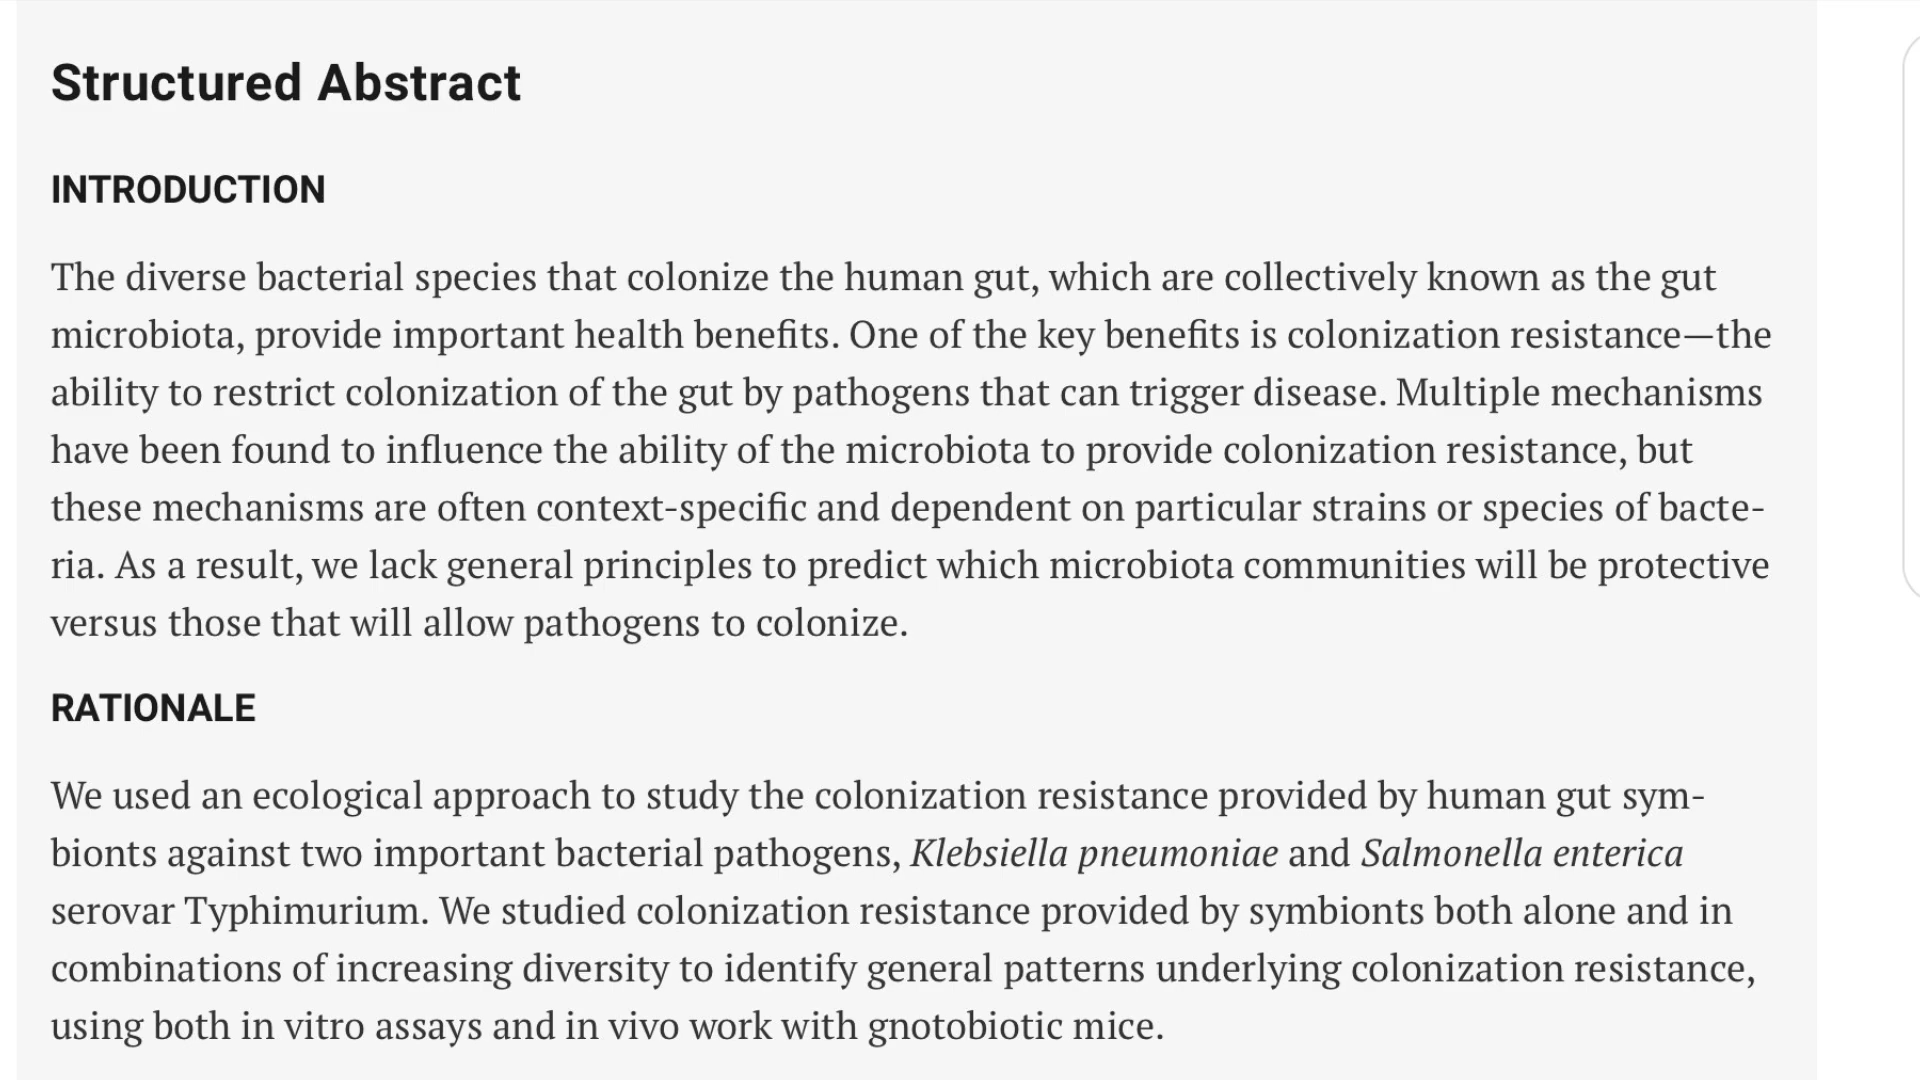 Structured Abstract
INTRODUCTION
The diverse bacterial species that colonize the human gut, which are collectively known as the gut
microbiota, provide important health benefits. One of the key benefits is colonization resistance—the
ability to restrict colonization of the gut by pathogens that can trigger disease. Multiple mechanisms
have been found to influence the ability of the microbiota to provide colonization resistance, but
these mechanisms are often context-specific and dependent on particular strains or species of bacte-
ria. As a result, we lack general principles to predict which microbiota communities will be protective
versus those that will allow pathogens to colonize.
RATIONALE
We used an ecological approach to study the colonization resistance provided by human gut sym-
bionts against two important bacterial pathogens, Klebsiella pneumoniae and Salmonella enterica
serovar Typhimurium. We studied colonization resistance provided by symbionts both alone and in
combinations of increasing diversity to identify general patterns underlying colonization resistance,
using both in vitro assays and in vivo work with gnotobiotic mice.